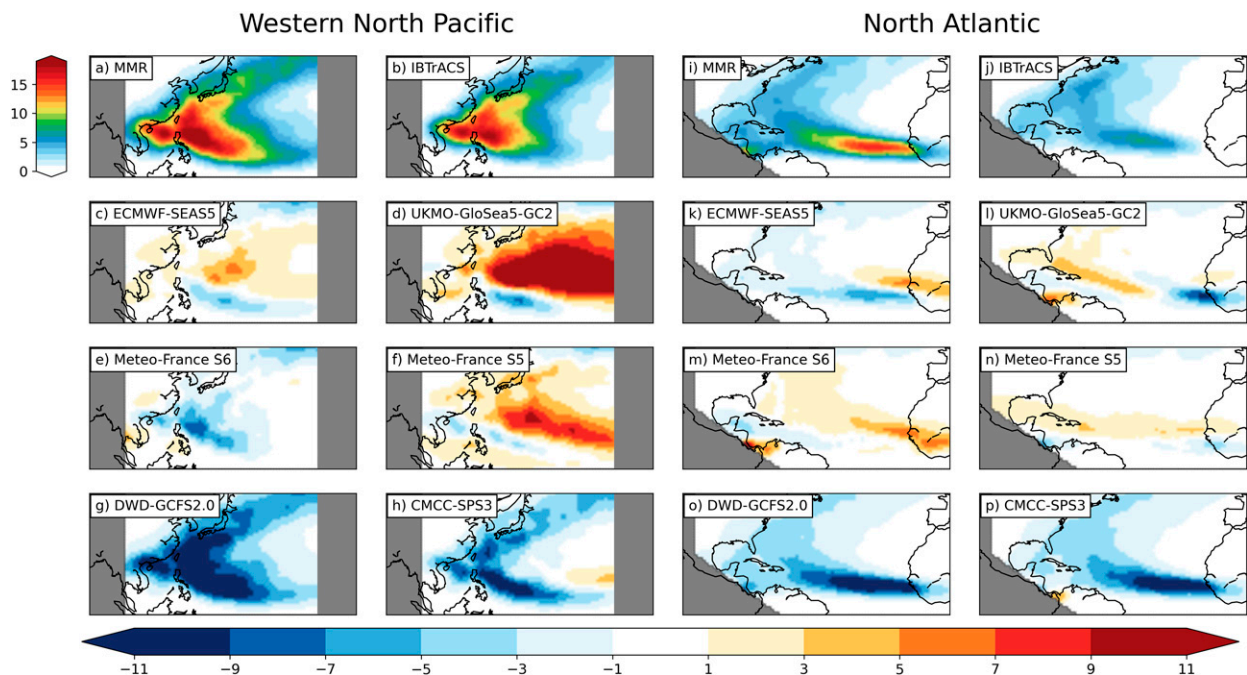 Western North Pacific
North Atlantic
a) MMR
b) IBTrACS
i) MMR
j) IBTrACS
15
10
5
0
c) ECMWF-SEAS5
d) UKMO-GloSea5-GC2
k) ECMWF-SEAS5
l) UKMO-GloSea5-GC2
e) Meteo-France S6
f) Meteo-France S5
m) Meteo-France S6
n) Meteo-France S5
g) DWD-GCFS2.0
h) CMCC-SPS3
o) DWD-GCFS2.0
p) CMCC-SPS3
−11 −9 −7 −5 −3 −1 1 3 5 7 9 11